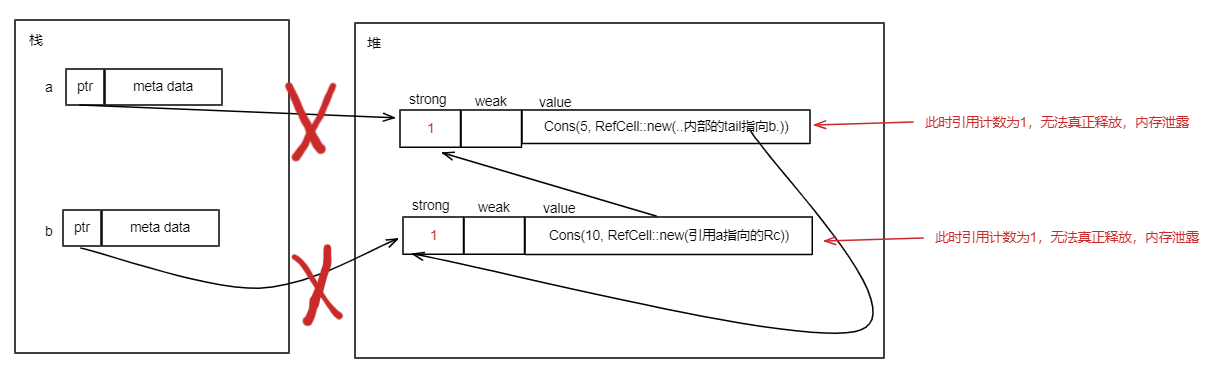 栈
堆
a
ptr
meta data
strong
weak
value
1
Cons(5, RefCell::new(..内部的tail指向b.))
此时引用计数为1，无法真正释放，内存泄露
b
ptr
meta data
strong
weak
value
1
Cons(10, RefCell::new(引用a指向的Rc))
此时引用计数为1，无法真正释放，内存泄露